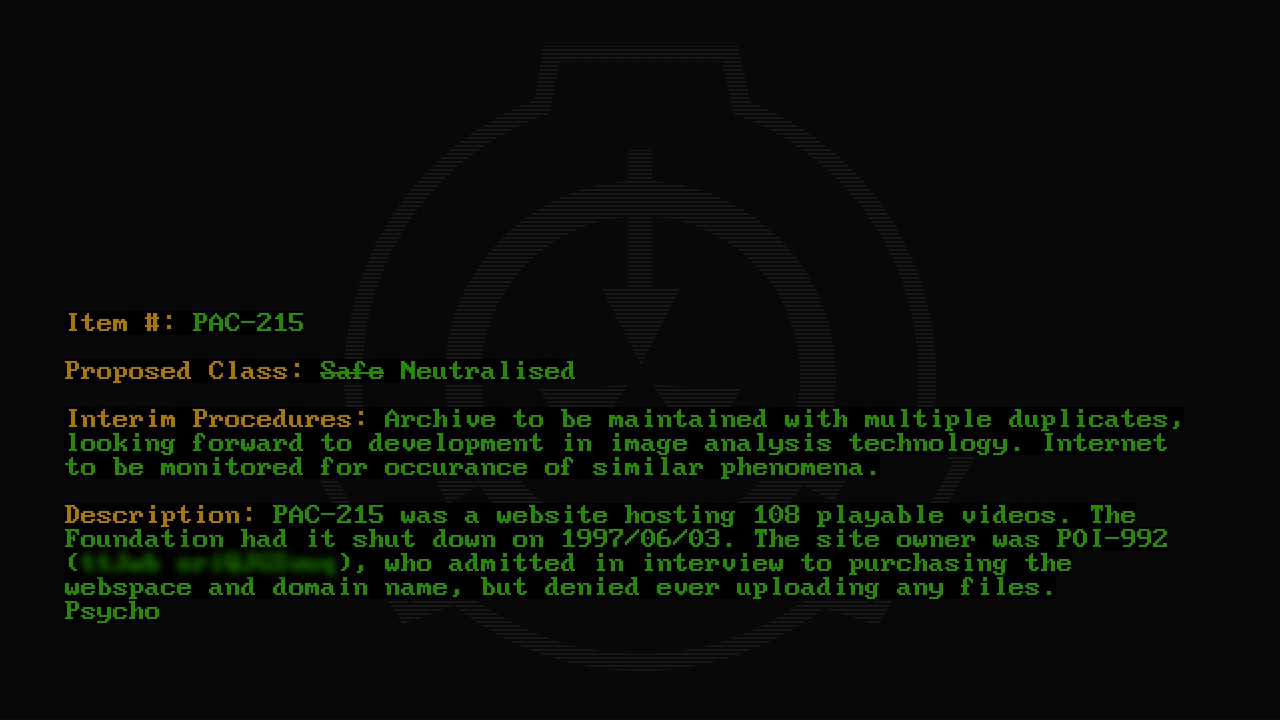 Item #: PAC-215
Proposed Class: Safe Neutralised
Interim Procedures: Archive to be maintained with multiple duplicates,
looking forward to development in image analysis technology. Internet
to be monitored for occurance of similar phenomena.
Description: PAC-215 was a website hosting 108 playable videos. The
Foundation had it shut down on 1997/06/03. The site owner was POI-992
( ), who admitted in interview to purchasing the
webspace and domain name, but denied ever uploading any files.
Psycho